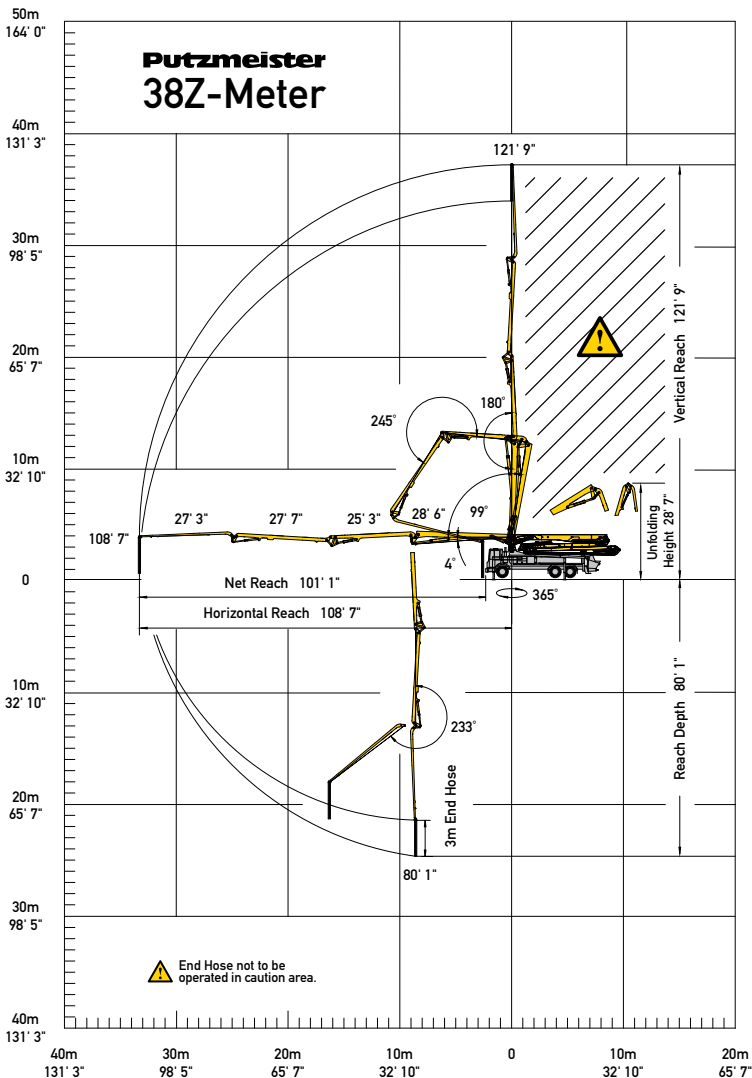 50m
164' 0"
Putzmeister
38Z-Meter
40m
131' 3"
121' 9"
30m
98' 5"
Vertical Reach 121' 9"
20m
65' 7"
245°
180°
10m
32' 10"
27' 3"
27' 7"
25' 3"
28' 6"
99°
Unfolding
Height 28' 7"
108' 7"
4°
0
Net Reach 101' 1"
365°
Horizontal Reach 108' 7"
10m
32' 10"
233°
Reach Depth 80' 1"
3m End Hose
20m
65' 7"
80' 1"
30m
98' 5"
End Hose not to be
operated in caution area.
40m
131' 3"
40m 30m 20m 10m 0 10m 20m
131' 3" 98' 5" 65' 7" 32' 10" 32' 10" 65' 7"